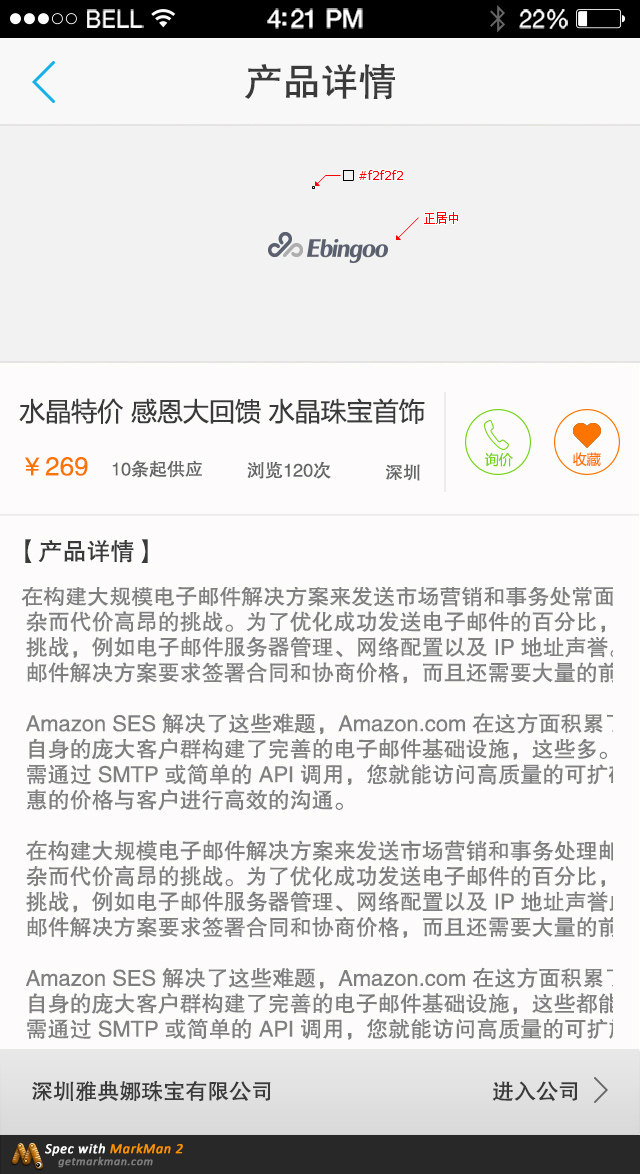 BELL 4:21 PM 22%
产品详情
#f2f2f2
正居中
Ebingoo
水晶特价 感恩大回馈 水晶珠宝首饰
¥269 10条起供应 浏览120次 深圳
询价 收藏
【产品详情】
在构建大规模电子邮件解决方案来发送市场营销和事务处常面
杂而代价高昂的挑战。为了优化成功发送电子邮件的百分比，
挑战，例如电子邮件服务器管理、网络配置以及 IP 地址声誉。
邮件解决方案要求签署合同和协商价格，而且还需要大量的前
Amazon SES 解决了这些难题，Amazon.com 在这方面积累
自身的庞大客户群构建了完善的电子邮件基础设施，这些多。
需通过 SMTP 或简单的 API 调用，您就能访问高质量的可扩
惠的价格与客户进行高效的沟通。
在构建大规模电子邮件解决方案来发送市场营销和事务处理邮
杂而代价高昂的挑战。为了优化成功发送电子邮件的百分比，
挑战，例如电子邮件服务器管理、网络配置以及 IP 地址声誉
邮件解决方案要求签署合同和协商价格，而且还需要大量的前
Amazon SES 解决了这些难题，Amazon.com 在这方面积累
自身的庞大客户群构建了完善的电子邮件基础设施，这些都能
需通过 SMTP 或简单的 API 调用，您就能访问高质量的可扩
深圳雅典娜珠宝有限公司 进入公司
Spec with MarkMan 2
getmarkman.com